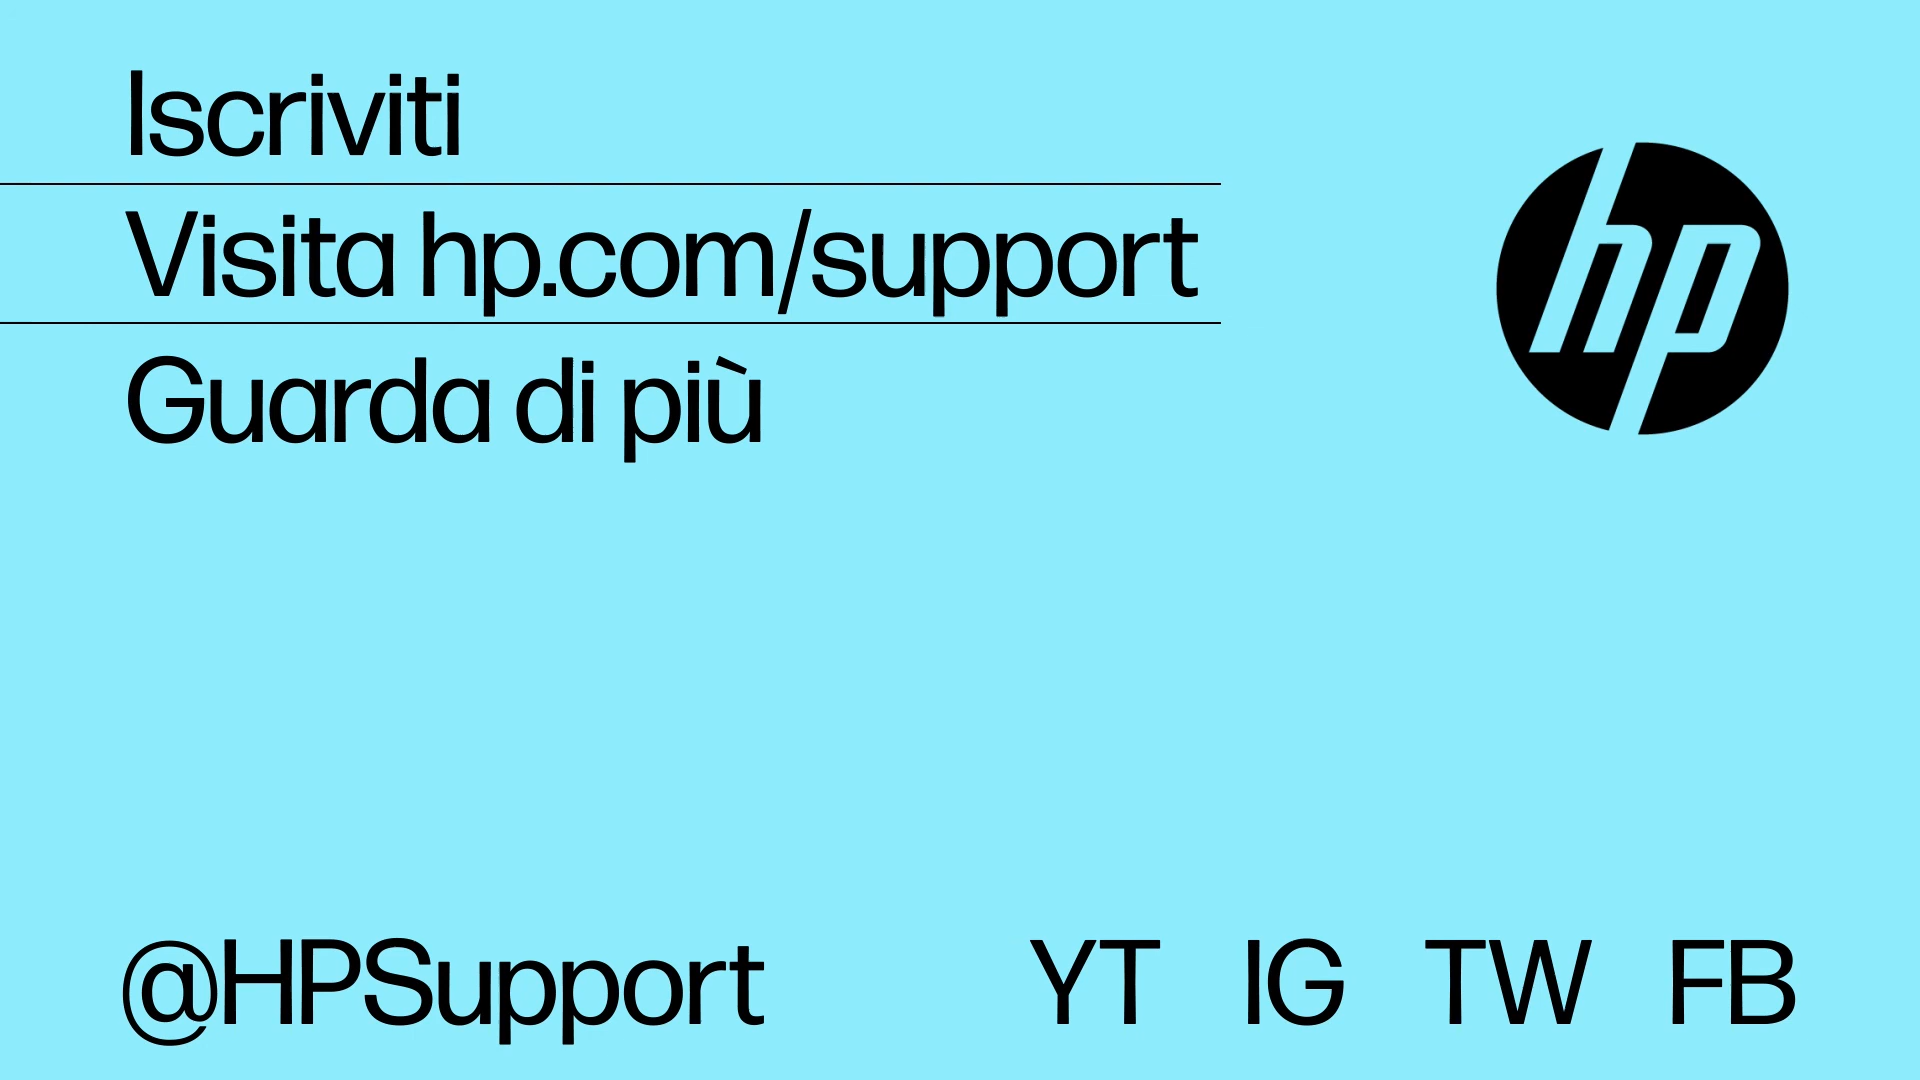 Iscriviti
Visita hp.com/support
Guarda di più
hp
@HPSupport YT IG TW FB